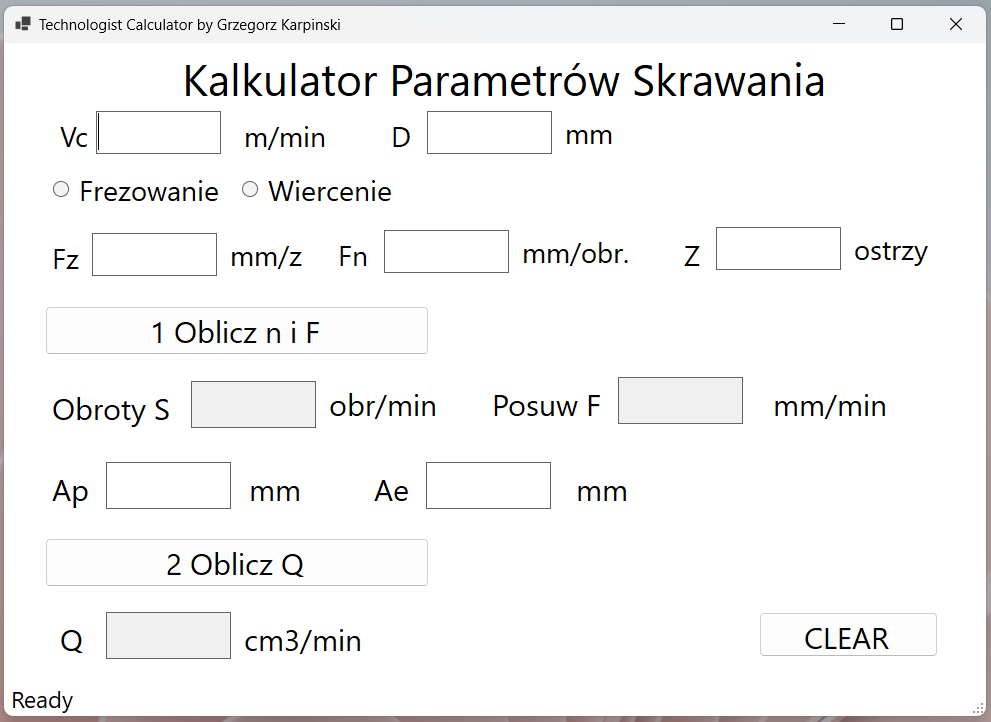 Technologist Calculator by Grzegorz Karpinski
Kalkulator Parametrów Skrawania
Vc m/min D mm
Frezowanie Wiercenie
Fz mm/z Fn mm/obr. Z ostrzy
1 Oblicz n i F
Obroty S obr/min Posuw F mm/min
Ap mm Ae mm
2 Oblicz Q
Q cm3/min CLEAR
Ready